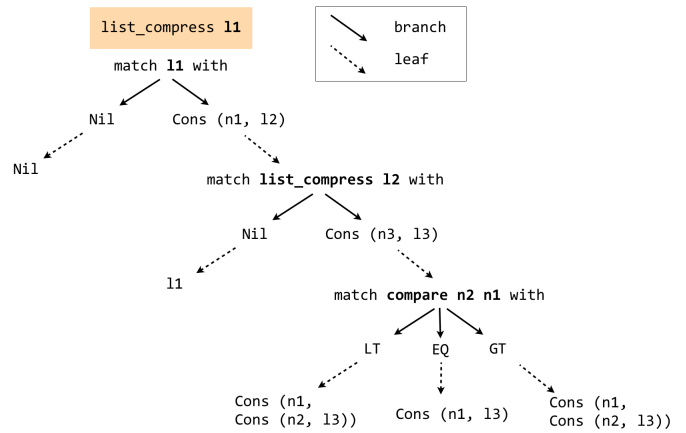 list_compress l1
branch
leaf
match l1 with
Nil
Cons (n1, l2)
Nil
match list_compress l2 with
Nil
Cons (n3, l3)
l1
match compare n2 n1 with
LT
EQ
GT
Cons (n1,
Cons (n2, l3))
Cons (n1, l3)
Cons (n1,
Cons (n2, l3))